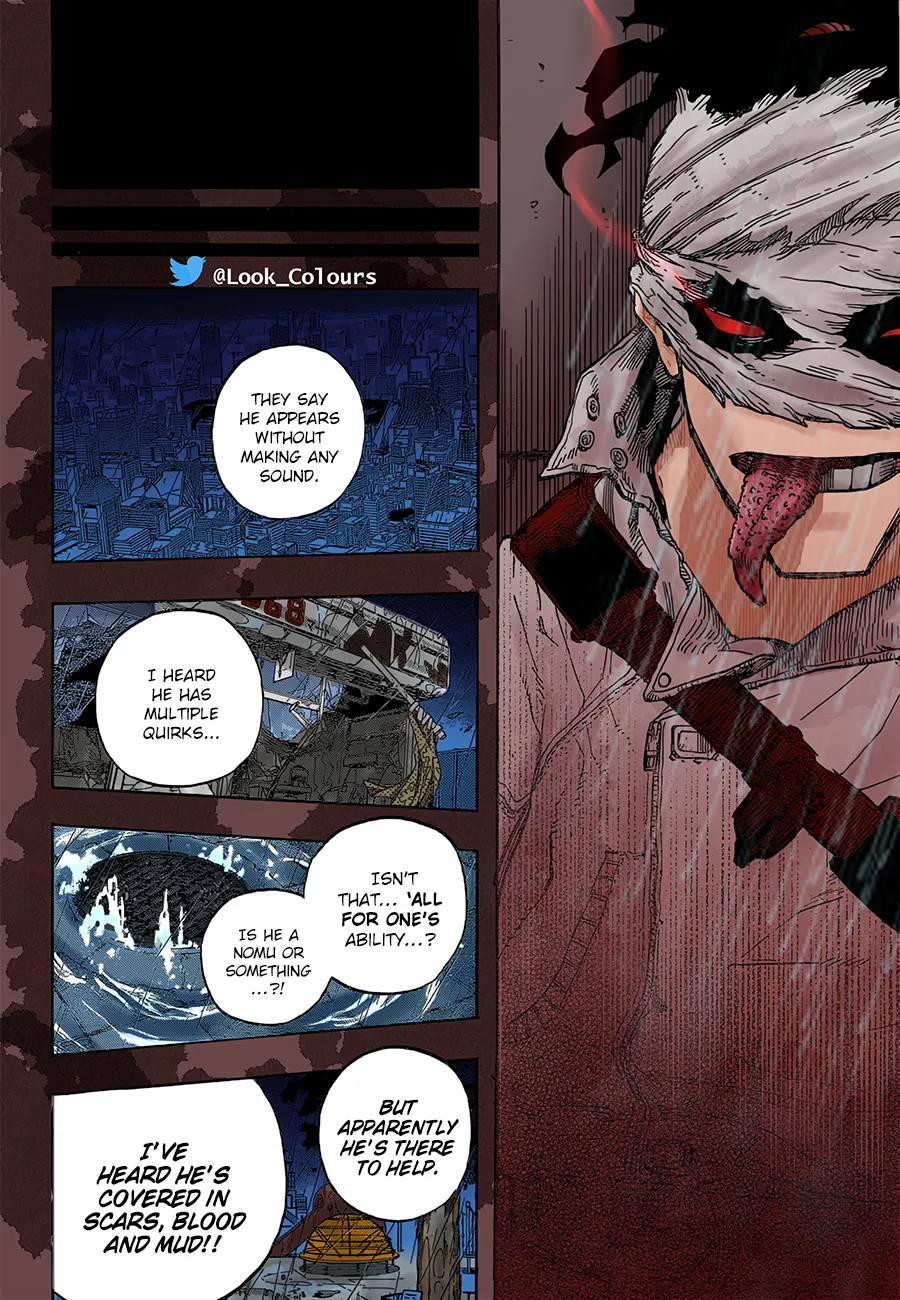 @Look_Colours
THEY SAY
HE APPEARS
WITHOUT
MAKING ANY
SOUND.
I HEARD
HE HAS
MULTIPLE
QUIRKS...
ISN'T
THAT... 'ALL
FOR ONE'S
ABILITY...?
IS HE A
NOMU OR
SOMETHING
...?!
BUT
APPARENTLY
HE'S THERE
TO HELP.
I'VE
HEARD HE'S
COVERED IN
SCARS, BLOOD
AND MUD!!